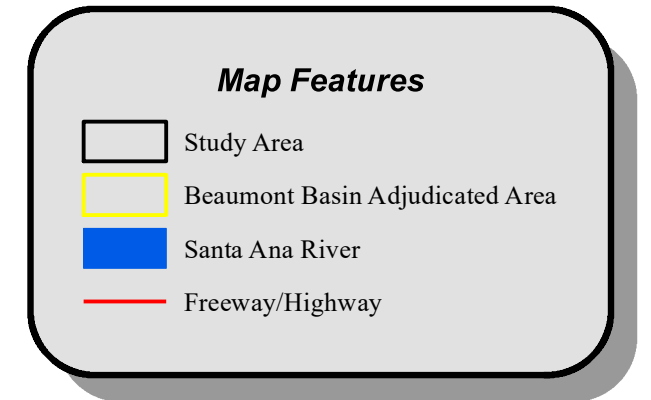 Map Features
Study Area
Beaumont Basin Adjudicated Area
Santa Ana River
Freeway/Highway